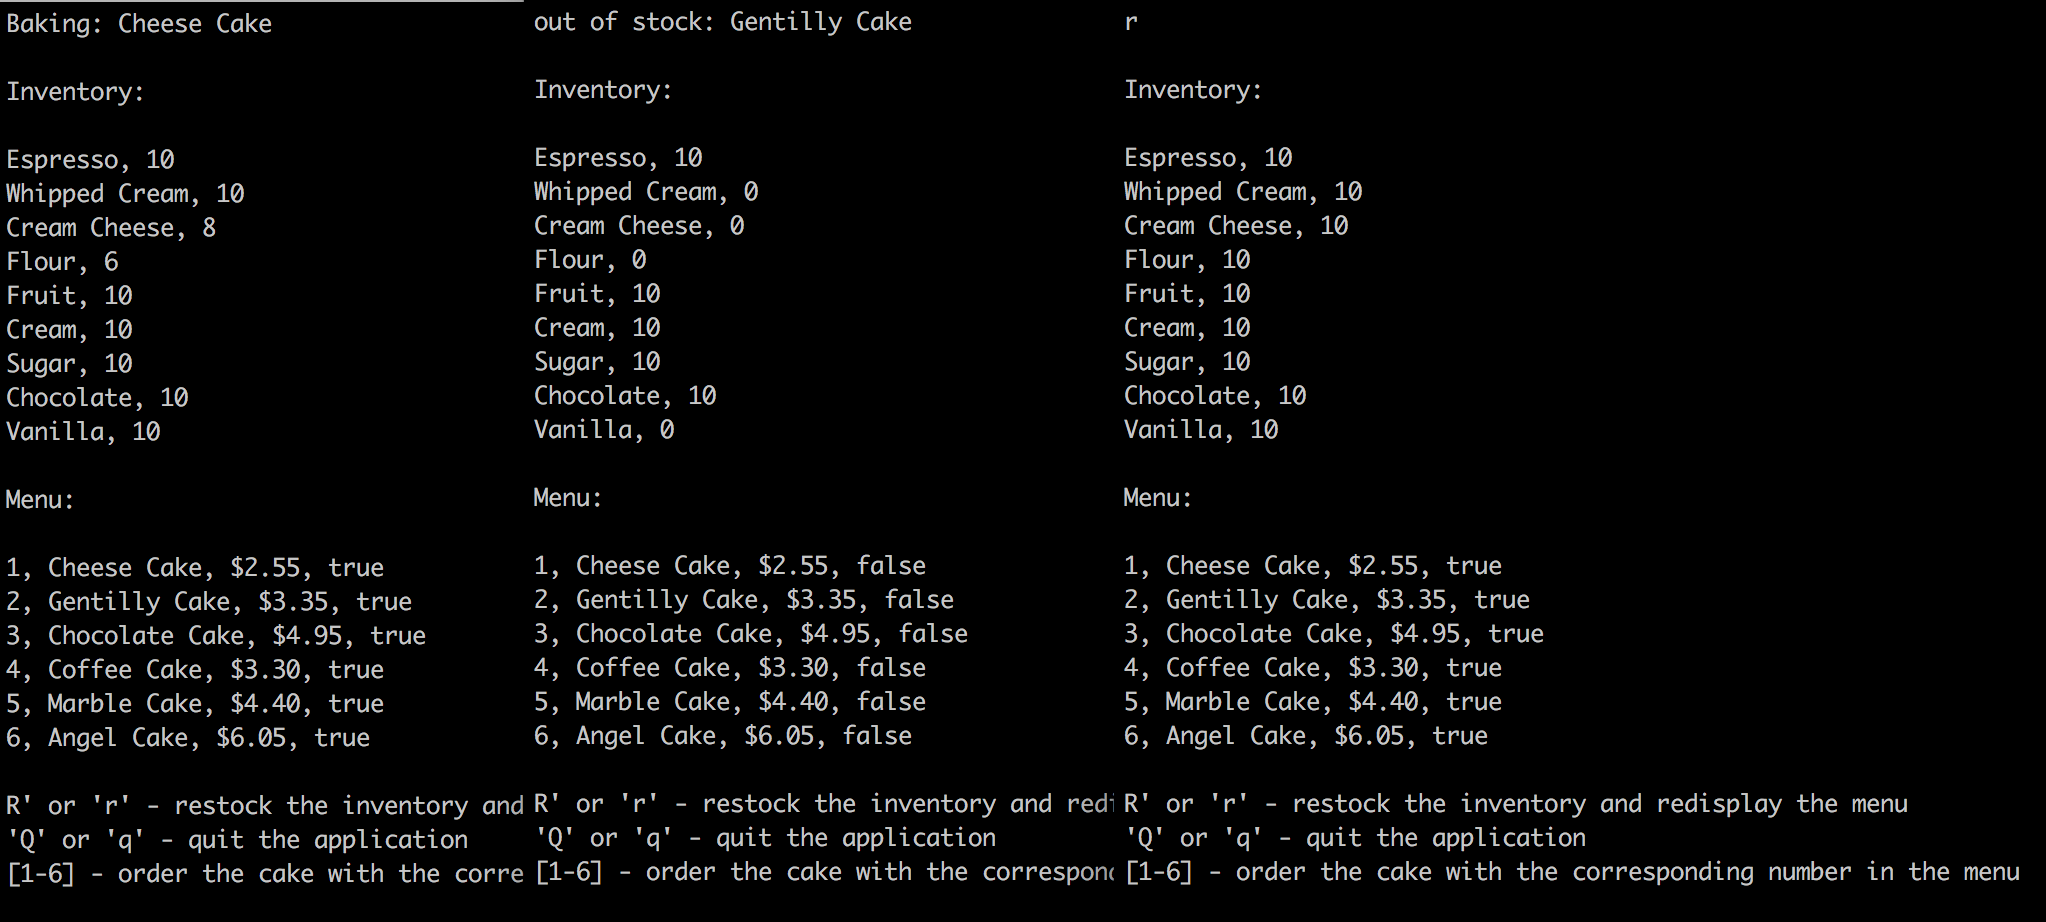 Baking: Cheese Cake
Inventory:
Espresso, 10
Whipped Cream, 10
Cream Cheese, 8
Flour, 6
Fruit, 10
Cream, 10
Sugar, 10
Chocolate, 10
Vanilla, 10
Menu:
1, Cheese Cake, $2.55, true
2, Gentilly Cake, $3.35, true
3, Chocolate Cake, $4.95, true
4, Coffee Cake, $3.30, true
5, Marble Cake, $4.40, true
6, Angel Cake, $6.05, true
R' or 'r' - restock the inventory and
'Q' or 'q' - quit the application
[1-6] - order the cake with the corre
out of stock: Gentilly Cake
Inventory:
Espresso, 10
Whipped Cream, 0
Cream Cheese, 0
Flour, 0
Fruit, 10
Cream, 10
Sugar, 10
Chocolate, 10
Vanilla, 0
Menu:
1, Cheese Cake, $2.55, false
2, Gentilly Cake, $3.35, false
3, Chocolate Cake, $4.95, false
4, Coffee Cake, $3.30, false
5, Marble Cake, $4.40, false
6, Angel Cake, $6.05, false
R' or 'r' - restock the inventory and redi
'Q' or 'q' - quit the application
[1-6] - order the cake with the correspon
r
Inventory:
Espresso, 10
Whipped Cream, 10
Cream Cheese, 10
Flour, 10
Fruit, 10
Cream, 10
Sugar, 10
Chocolate, 10
Vanilla, 10
Menu:
1, Cheese Cake, $2.55, true
2, Gentilly Cake, $3.35, true
3, Chocolate Cake, $4.95, true
4, Coffee Cake, $3.30, true
5, Marble Cake, $4.40, true
6, Angel Cake, $6.05, true
R' or 'r' - restock the inventory and redisplay the menu
'Q' or 'q' - quit the application
[1-6] - order the cake with the corresponding number in the menu